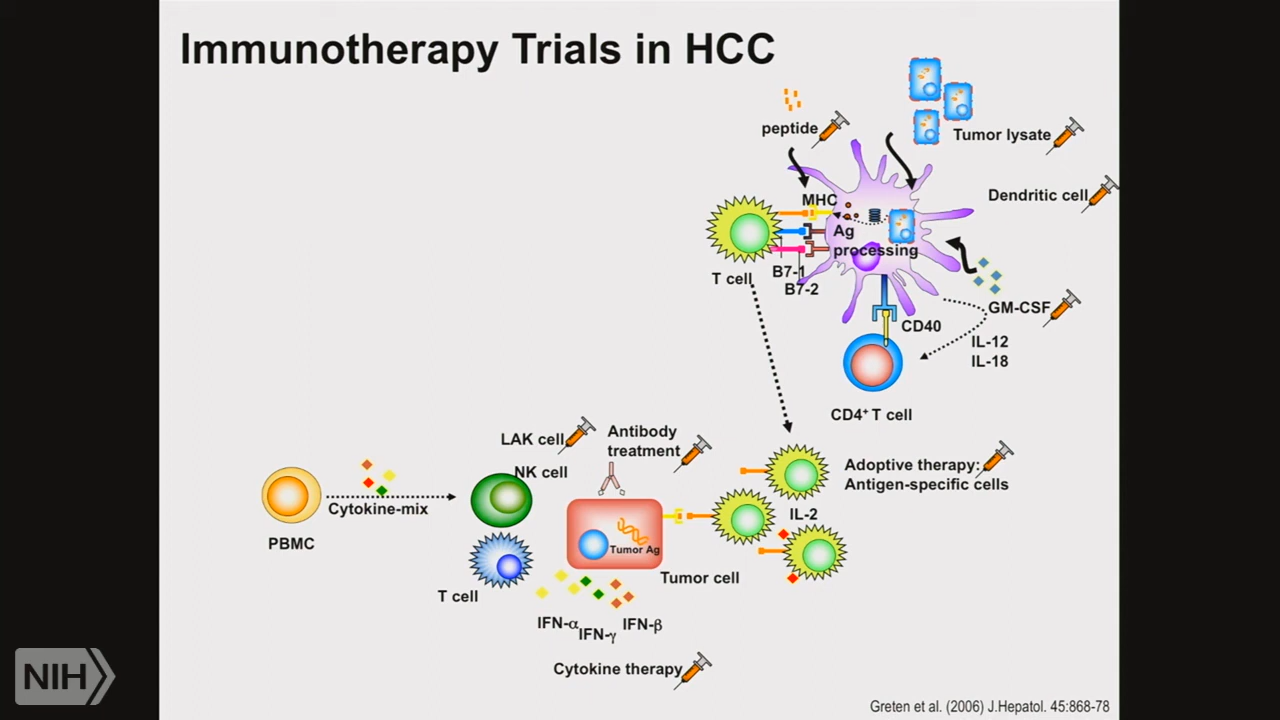 Immunotherapy Trials in HCC
peptide
Tumor lysate
Dendritic cell
MHC
Ag
processing
T cell
B7-1
B7-2
GM-CSF
CD40
IL-12
IL-18
CD4+ T cell
LAK cell
Antibody
treatment
NK cell
Adoptive therapy:
Antigen-specific cells
Cytokine-mix
PBMC
IL-2
Tumor Ag
Tumor cell
T cell
IFN-α
IFN-γ
IFN-β
Cytokine therapy
NIH
Greten et al. (2006) J.Hepatol. 45:868-78